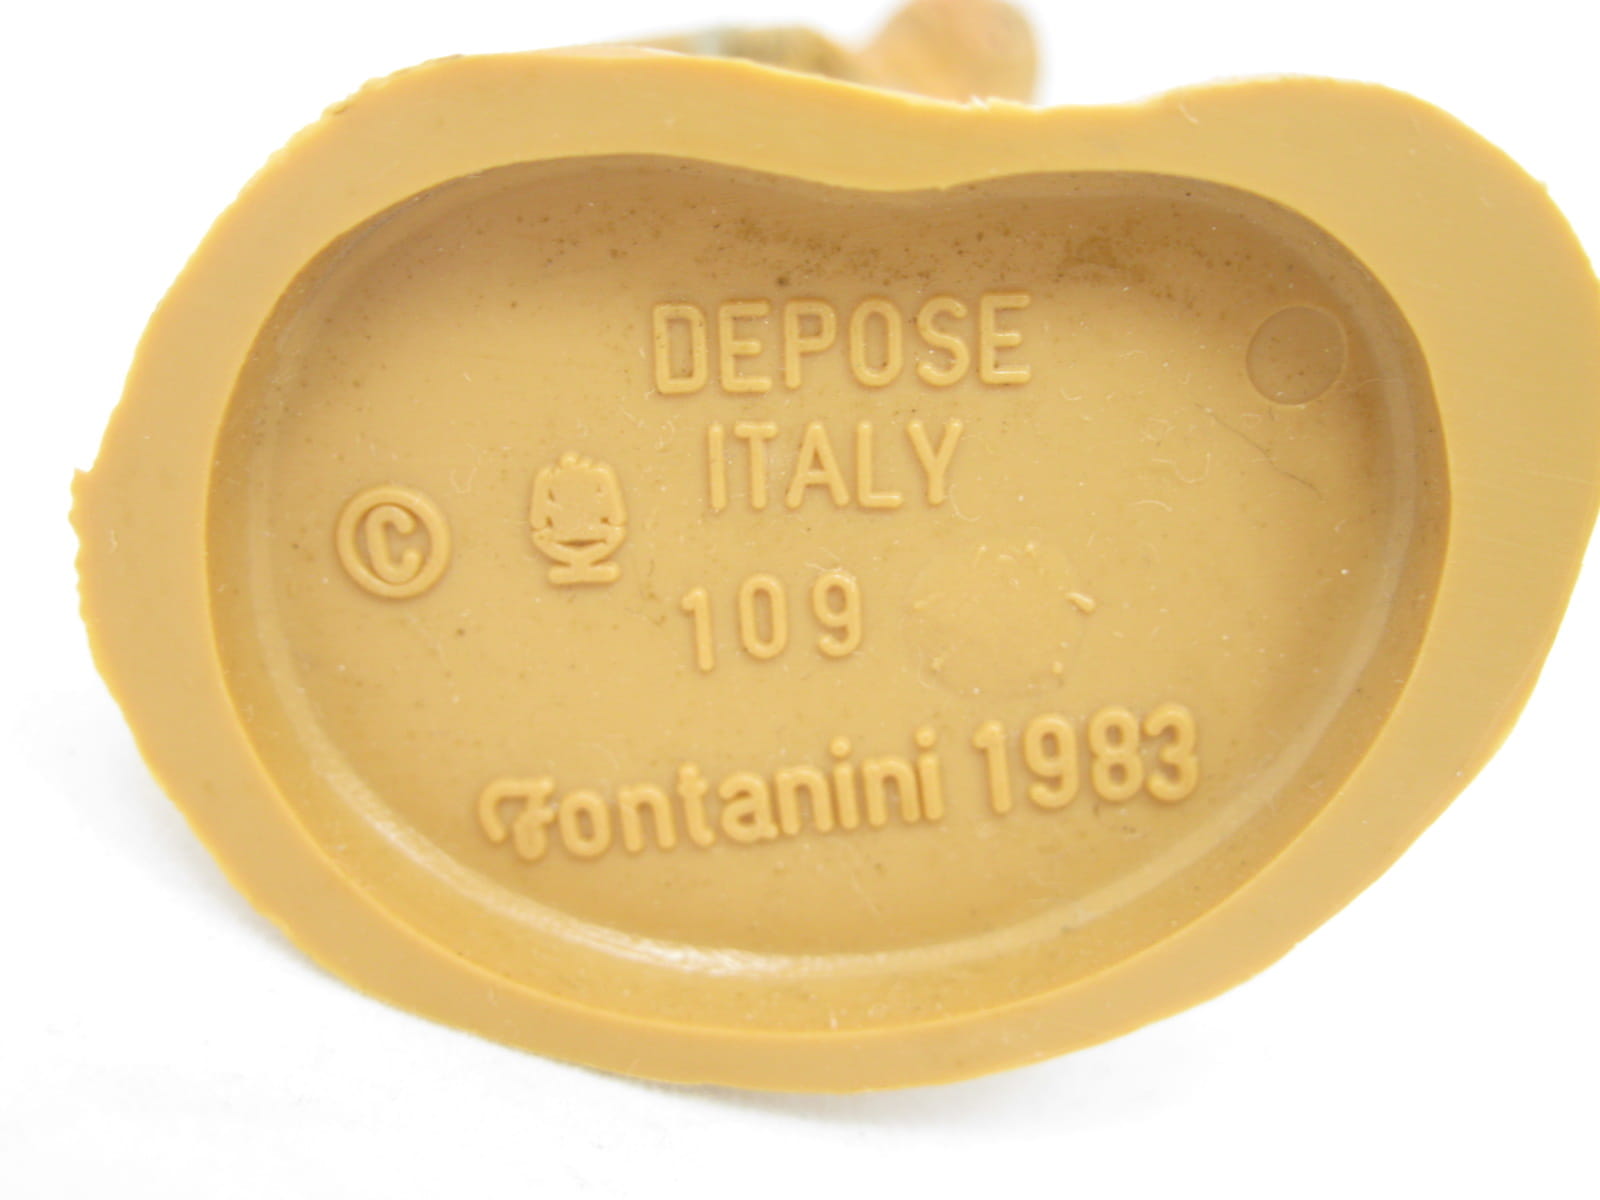 DEPOSE
ITALY
©
109
Fontanini 1983